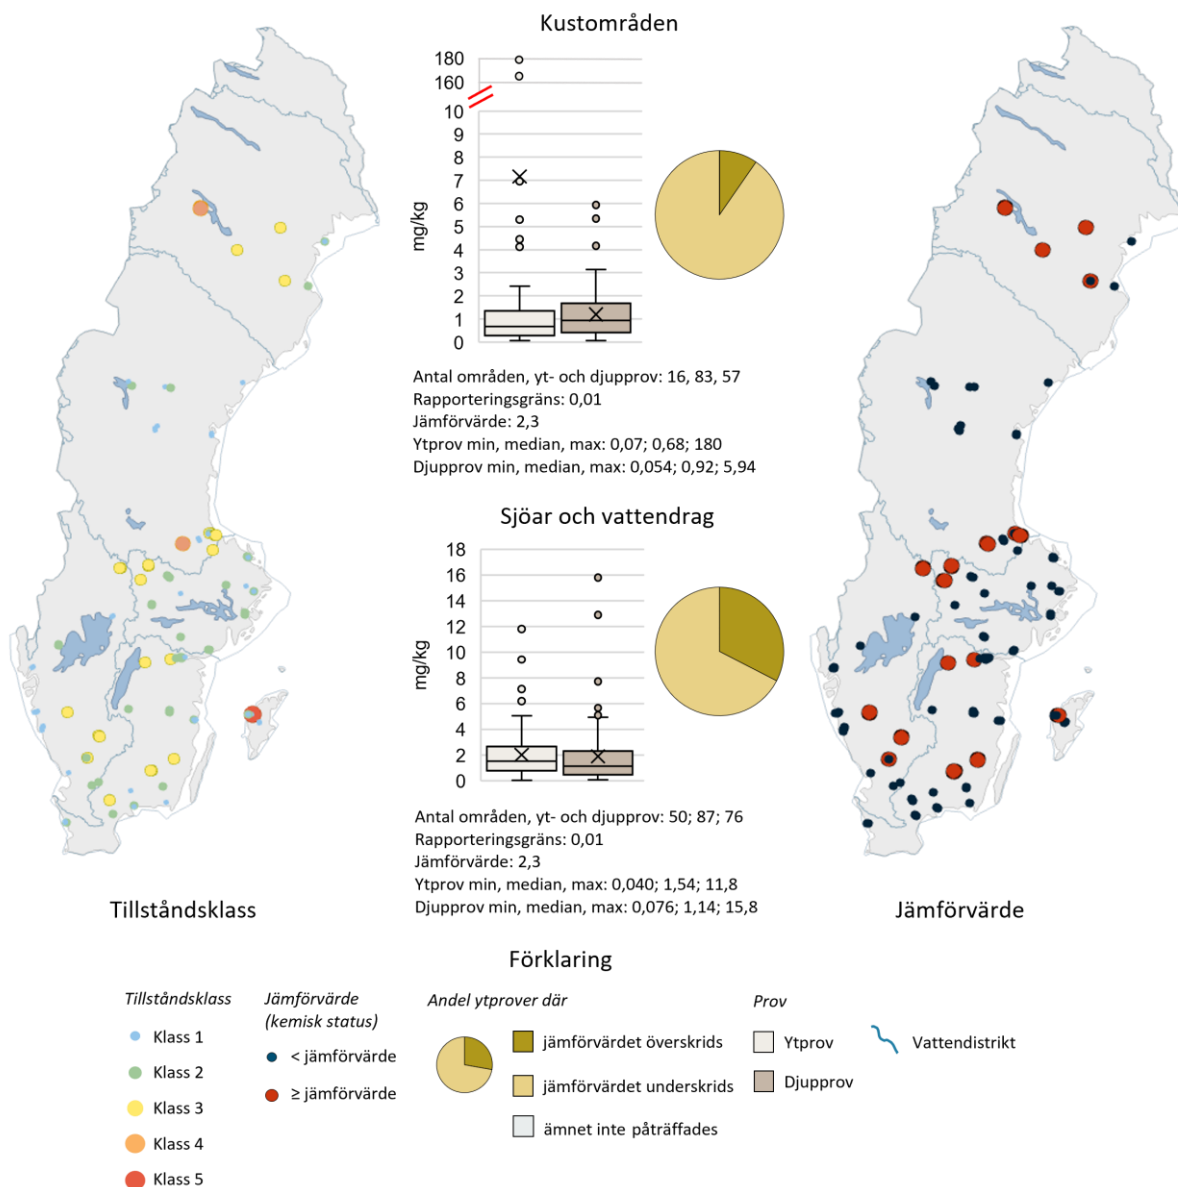 Kustområden
180
160
10
9
8
7
6
5
4
3
2
1
0
mg/kg
Antal områden, yt- och djupprov: 16, 83, 57
Rapporteringsgräns: 0,01
Jämförvärde: 2,3
Ytprov min, median, max: 0,07; 0,68; 180
Djupprov min, median, max: 0,054; 0,92; 5,94
Sjöar och vattendrag
18
16
14
12
10
8
6
4
2
0
mg/kg
Antal områden, yt- och djupprov: 50; 87; 76
Rapporteringsgräns: 0,01
Jämförvärde: 2,3
Ytprov min, median, max: 0,040; 1,54; 11,8
Djupprov min, median, max: 0,076; 1,14; 15,8
Tillståndsklass
Jämförvärde
Förklaring
Tillståndsklass
Klass 1
Klass 2
Klass 3
Klass 4
Klass 5
Jämförvärde
(kemisk status)
< jämförvärde
≥ jämförvärde
Andel ytprover där
jämförvärdet överskrids
jämförvärdet underskrids
ämnet inte påträffades
Prov
Ytprov
Djupprov
Vattendistrikt